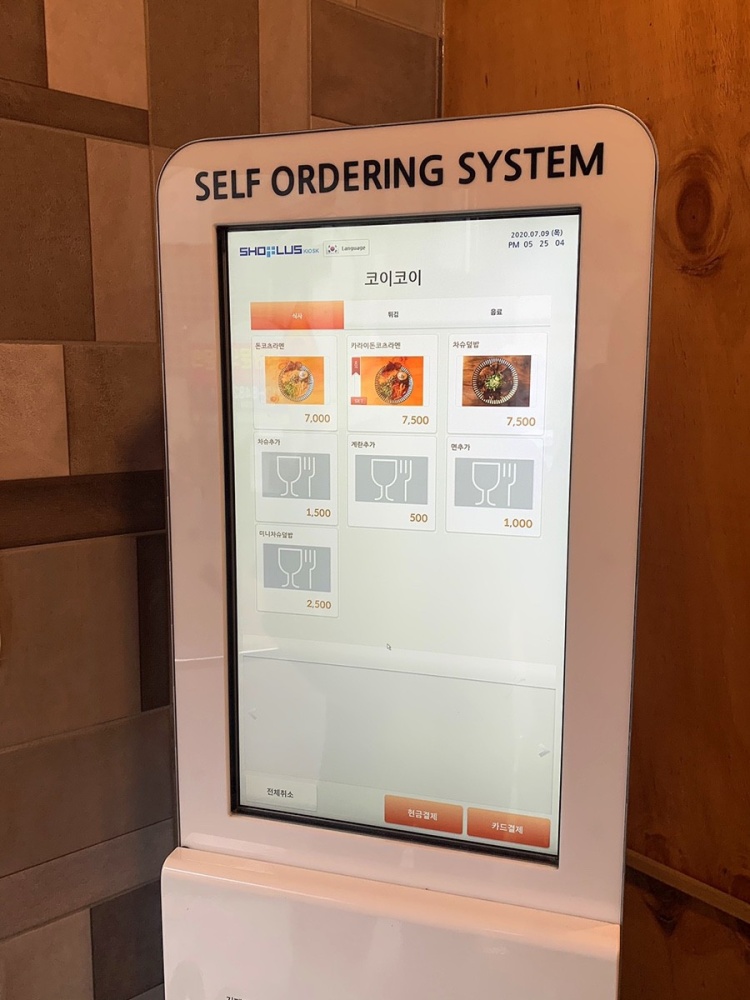 SELF ORDERING SYSTEM
SHOPLUS KIOSK Language
2020.07.09 (목)
PM 05 25 04
코이코이
식사 튀김 음료
돈코츠라멘 카라이돈코츠라멘 차슈덮밥
7,000 7,500 7,500
차슈추가 계란추가 면추가
1,500 500 1,000
미니차슈덮밥
2,500
전체취소 현금결제 카드결제